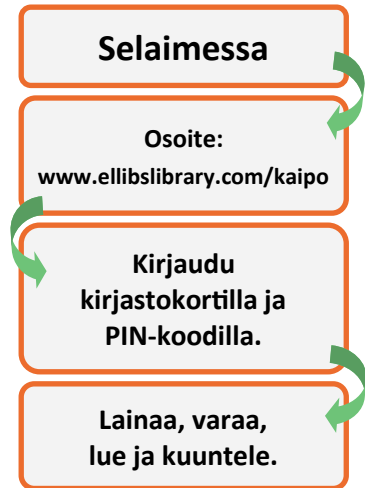 Selaimessa
Osoite:
www.ellibslibrary.com/kaipo
Kirjaudu
kirjastokortilla ja
PIN-koodilla.
Lainaa, varaa,
lue ja kuuntele.